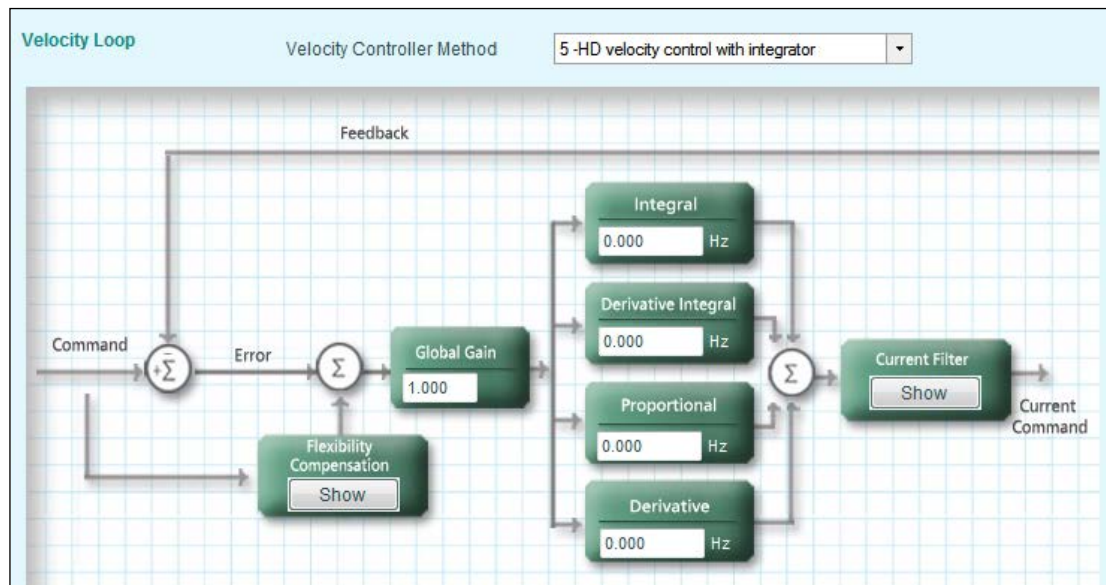 Velocity Loop
Velocity Controller Method
5 -HD velocity control with integrator
Feedback
Integral
0.000 Hz
Derivative Integral
0.000 Hz
Command
+ - Σ
Error
Σ
Global Gain
1.000
Σ
Current Filter
Show
Current
Command
Proportional
0.000 Hz
Flexibility
Compensation
Show
Derivative
0.000 Hz